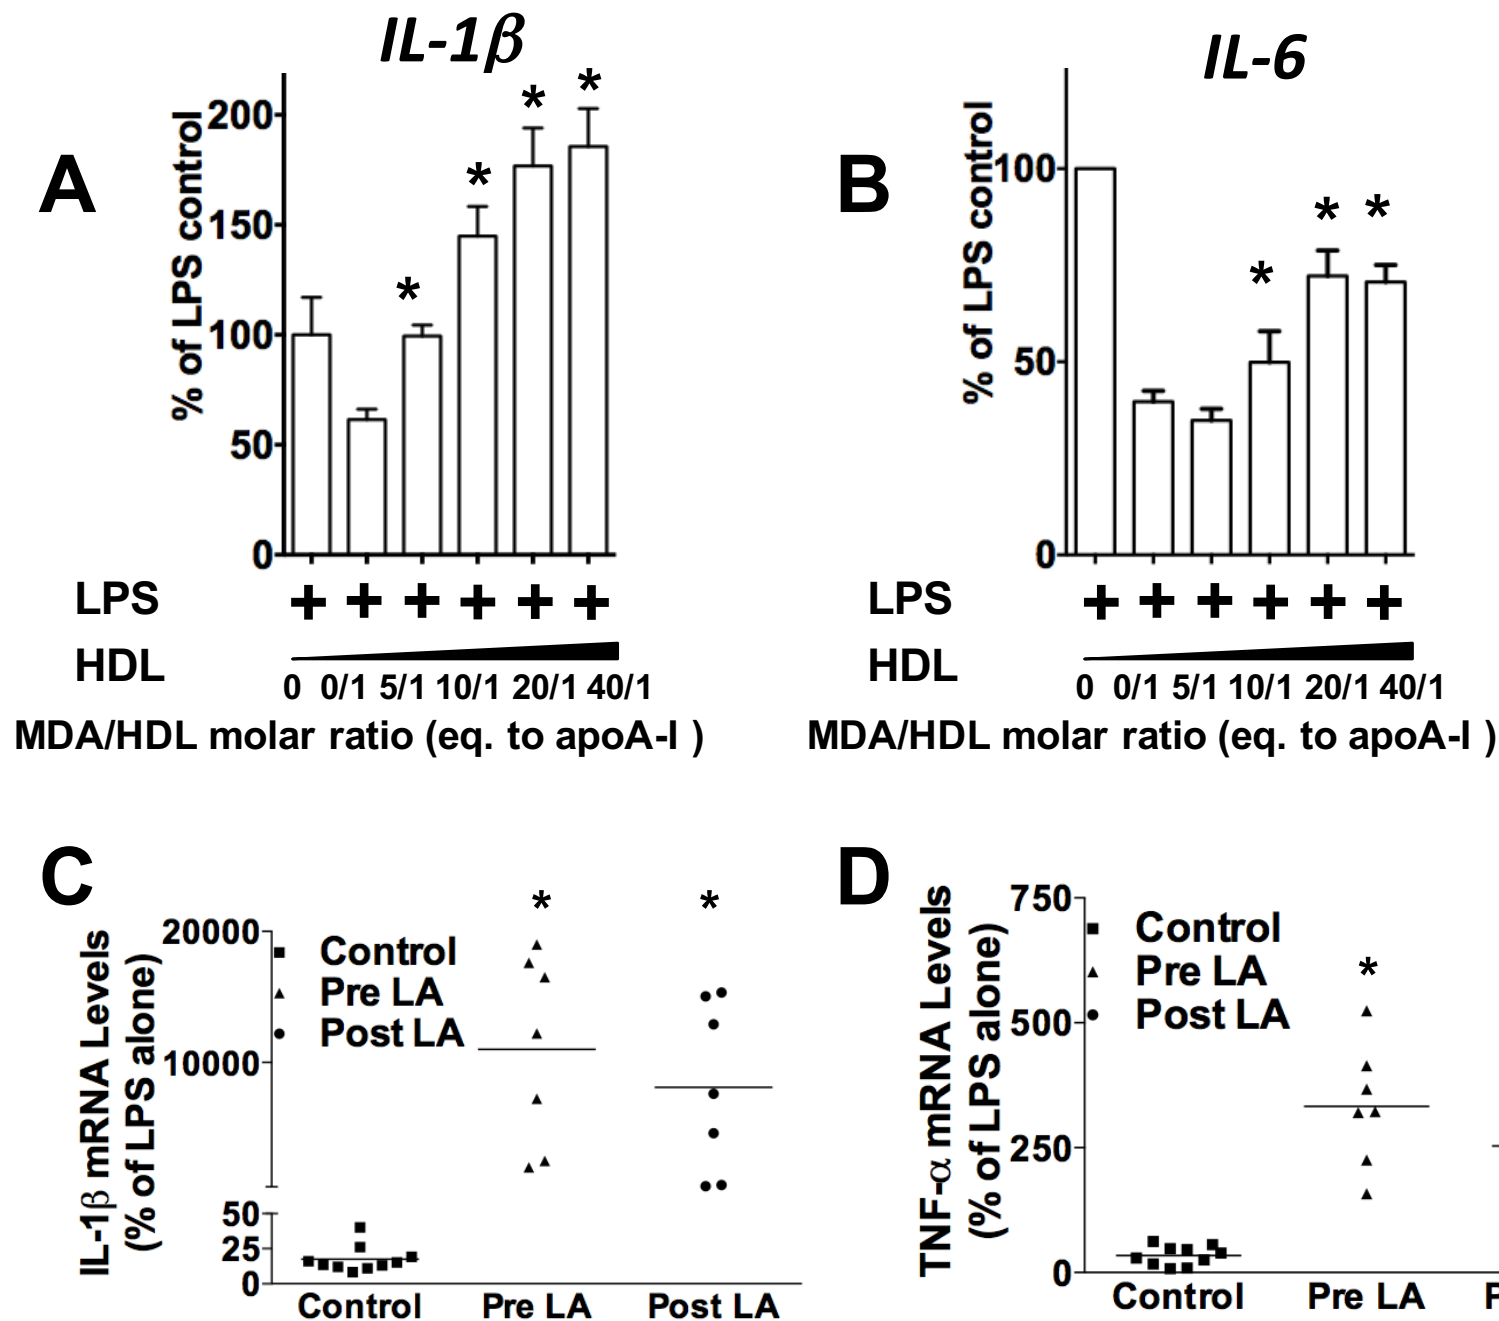 IL-1β
A
% of LPS control
200
150
100
50
0
*
*
*
*
LPS + + + + + +
HDL
0 0/1 5/1 10/1 20/1 40/1
MDA/HDL molar ratio (eq. to apoA-I )
IL-6
B
% of LPS control
100
50
0
*
*
*
LPS + + + + + +
HDL
0 0/1 5/1 10/1 20/1 40/1
MDA/HDL molar ratio (eq. to apoA-I )
C
IL-1β mRNA Levels
(% of LPS alone)
20000
10000
50
25
0
Control
Pre LA
Post LA
*
*
Control Pre LA Post LA
D
TNF-α mRNA Levels
(% of LPS alone)
750
500
250
0
Control
Pre LA
Post LA
*
Control Pre LA